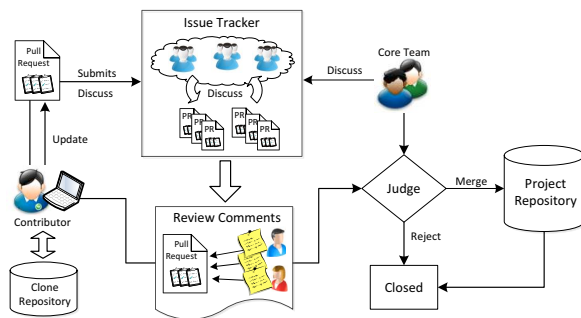 Issue Tracker
Pull
Request
Submits
Discuss
Discuss
PR
PR
PR
PR
PR
PR
Discuss
Core Team
Update
Contributor
Clone
Repository
Review Comments
Pull
Request
Judge
Merge
Project
Repository
Reject
Closed